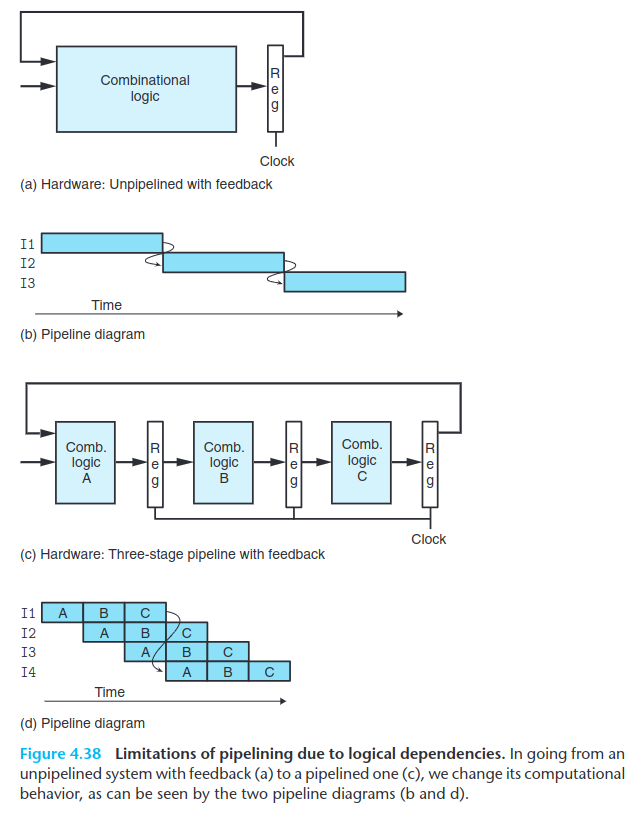 Combinational
logic
R
e
g
Clock
(a) Hardware: Unpipelined with feedback
I1
I2
I3
Time
(b) Pipeline diagram
Comb.
logic
A
R
e
g
Comb.
logic
B
R
e
g
Comb.
logic
C
R
e
g
Clock
(c) Hardware: Three-stage pipeline with feedback
I1 A B C
I2 A B C
I3 A B C
I4 A B C
Time
(d) Pipeline diagram
Figure 4.38 Limitations of pipelining due to logical dependencies. In going from an
unpipelined system with feedback (a) to a pipelined one (c), we change its computational
behavior, as can be seen by the two pipeline diagrams (b and d).